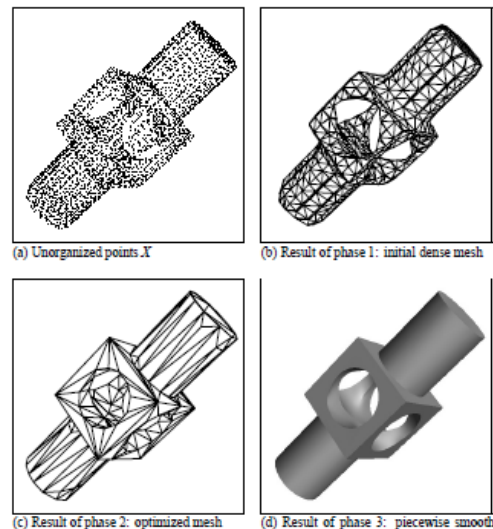 (a) Unorganized points X
(b) Result of phase 1: initial dense mesh
(c) Result of phase 2: optimized mesh
(d) Result of phase 3: piecewise smooth